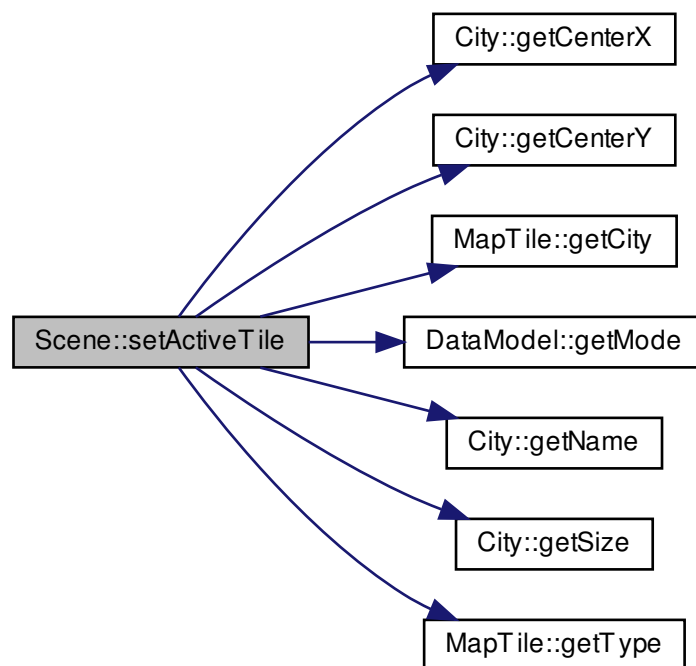 City::getCenterX
City::getCenterY
MapTile::getCity
Scene::setActiveTile
DataModel::getMode
City::getName
City::getSize
MapTile::getType